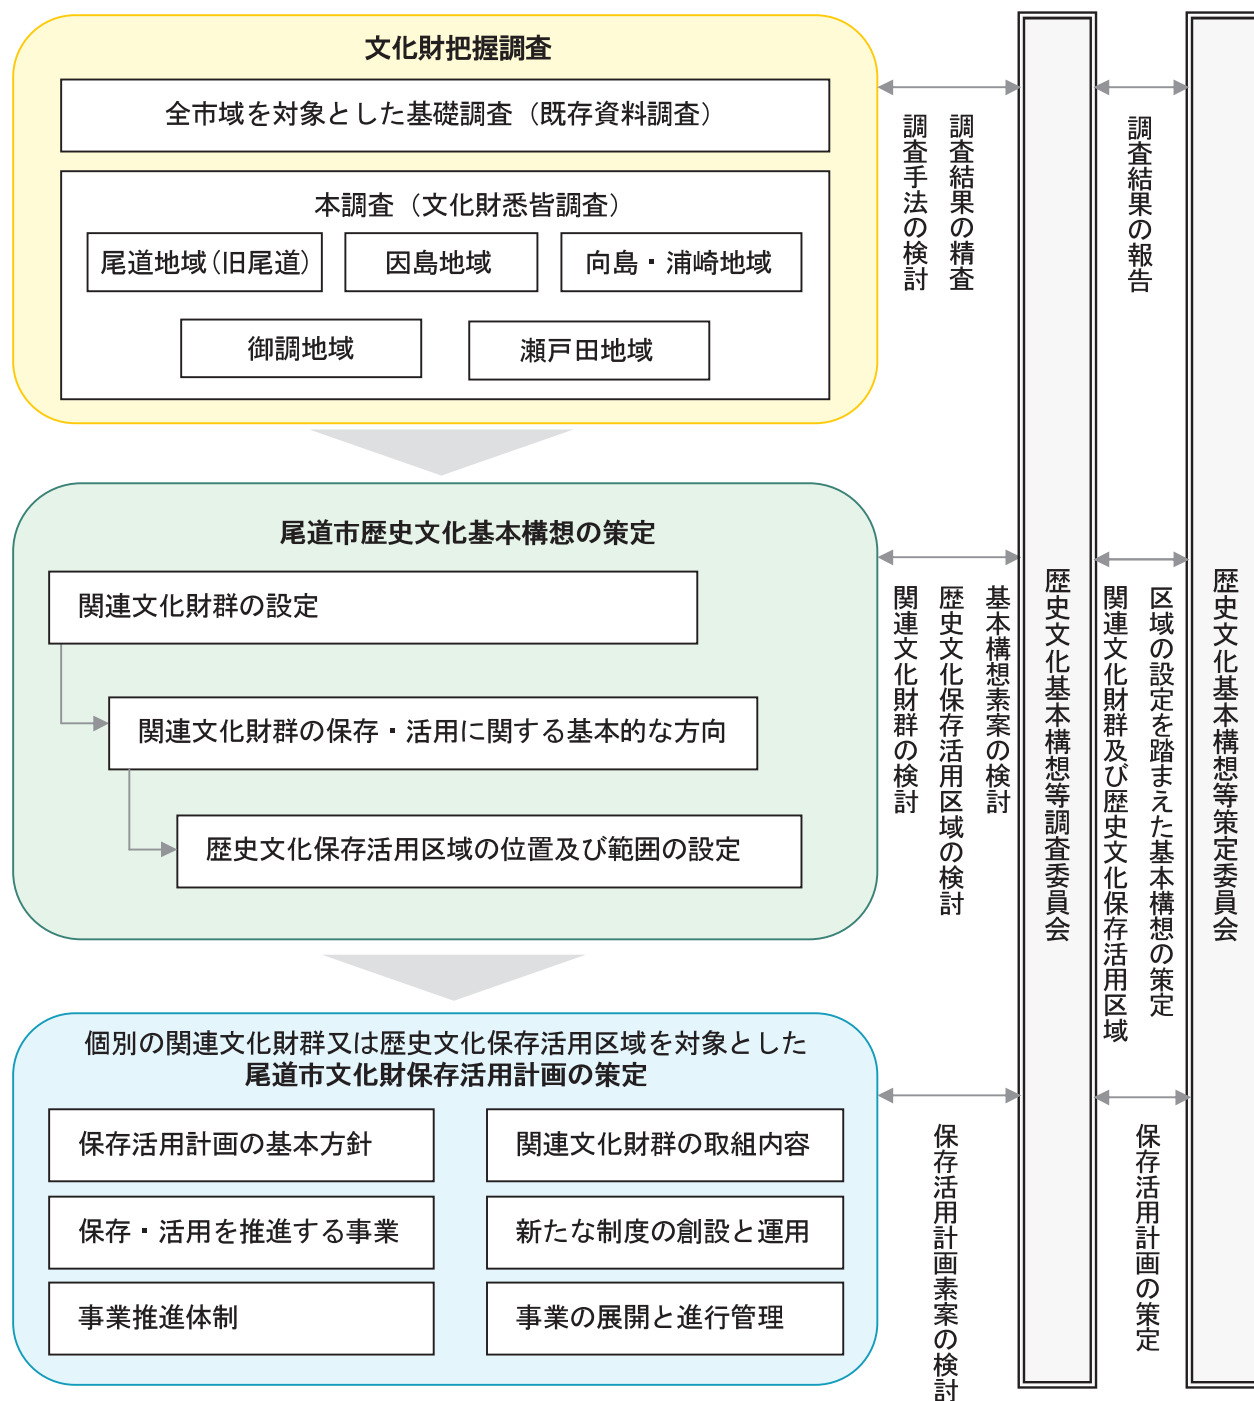 文化財把握調査
全市域を対象とした基礎調査（既存資料調査）
本調査（文化財悉皆調査）
尾道地域（旧尾道）
因島地域
向島・浦崎地域
御調地域
瀬戸田地域
調査結果の精査
調査手法の検討
調査結果の報告
尾道市歴史文化基本構想の策定
関連文化財群の設定
関連文化財群の保存・活用に関する基本的な方向
歴史文化保存活用区域の位置及び範囲の設定
基本構想素案の検討
歴史文化保存活用区域の検討
関連文化財群の検討
歴史文化基本構想等調査委員会
関連文化財群及び歴史文化保存活用区域
区域の設定を踏まえた基本構想の策定
歴史文化基本構想等策定委員会
個別の関連文化財群又は歴史文化保存活用区域を対象とした
尾道市文化財保存活用計画の策定
保存活用計画の基本方針
関連文化財群の取組内容
保存・活用を推進する事業
新たな制度の創設と運用
事業推進体制
事業の展開と進行管理
保存活用計画素案の検討
保存活用計画の策定